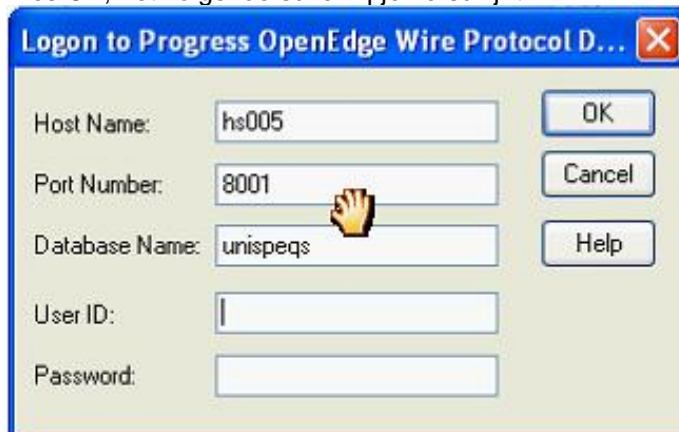 Logon to Progress OpenEdge Wire Protocol D...
Host Name: hs005 OK
Port Number: 8001 Cancel
Database Name: unispeqs Help
User ID:
Password: